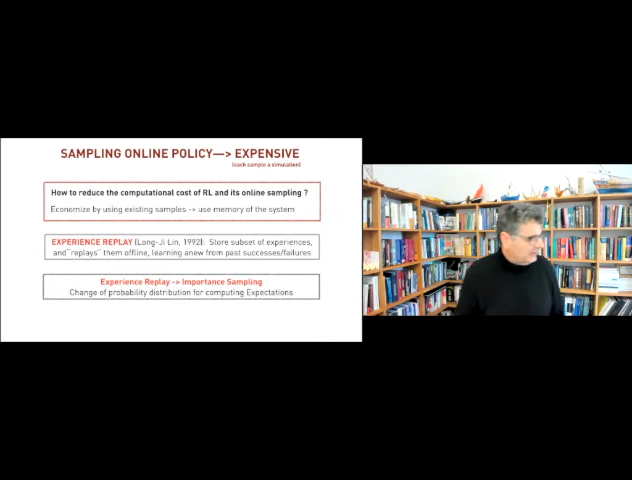 SAMPLING ONLINE POLICY—> EXPENSIVE
(each sample a simulation)
How to reduce the computational cost of RL and its online sampling ?
Economize by using existing samples -> use memory of the system
EXPERIENCE REPLAY (Long-Ji Lin, 1992): Store subset of experiences,
and"replays" them offline, learning anew from past successes/failures
Experience Replay -> Importance Sampling
Change of probability distribution for computing Expectations